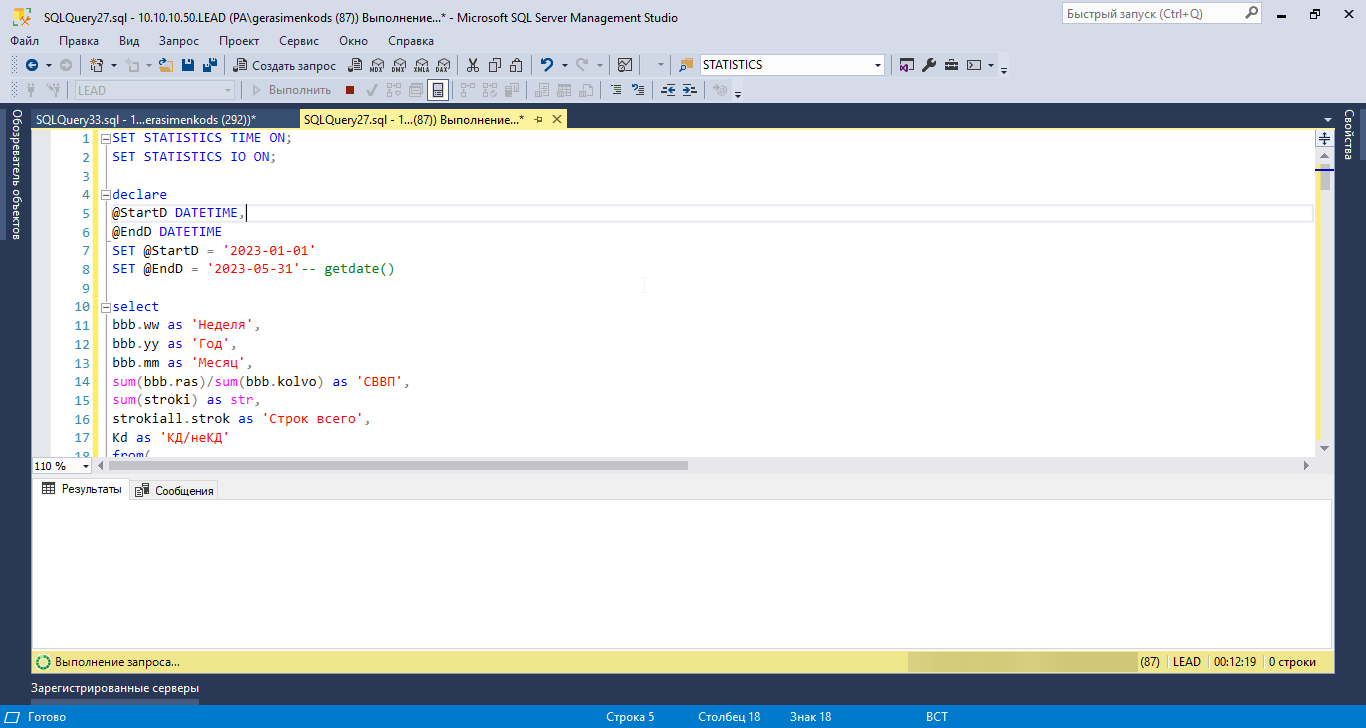 SQLQuery27.sql - 10.10.10.50.LEAD (PA\gerasimenkods (87)) Выполнение...* - Microsoft SQL Server Management Studio
Быстрый запуск (Ctrl+Q)
Файл Правка Вид Запрос Проект Сервис Окно Справка
Создать запрос MDX DMX XMLA DAX STATISTICS
LEAD Выполнить
Обозреватель объектов
SQLQuery33.sql - 1...erasimenkods (292))* SQLQuery27.sql - 1...(87)) Выполнение...*
Свойства
1 SET STATISTICS TIME ON;
2 SET STATISTICS IO ON;
3
4 declare
5 @StartD DATETIME,
6 @EndD DATETIME
7 SET @StartD = '2023-01-01'
8 SET @EndD = '2023-05-31'-- getdate()
9
10 select
11 bbb.ww as 'Неделя',
12 bbb.yy as 'Год',
13 bbb.mm as 'Месяц',
14 sum(bbb.ras)/sum(bbb.kolvo) as 'СВВП',
15 sum(stroki) as str,
16 strokiall.strok as 'Строк всего',
17 Kd as 'КД/неКД'
18 from(
110 %
Результаты Сообщения
Выполнение запроса... (87) LEAD 00:12:19 0 строки
Зарегистрированные серверы
Готово Строка 5 Столбец 18 Знак 18 ВСТ